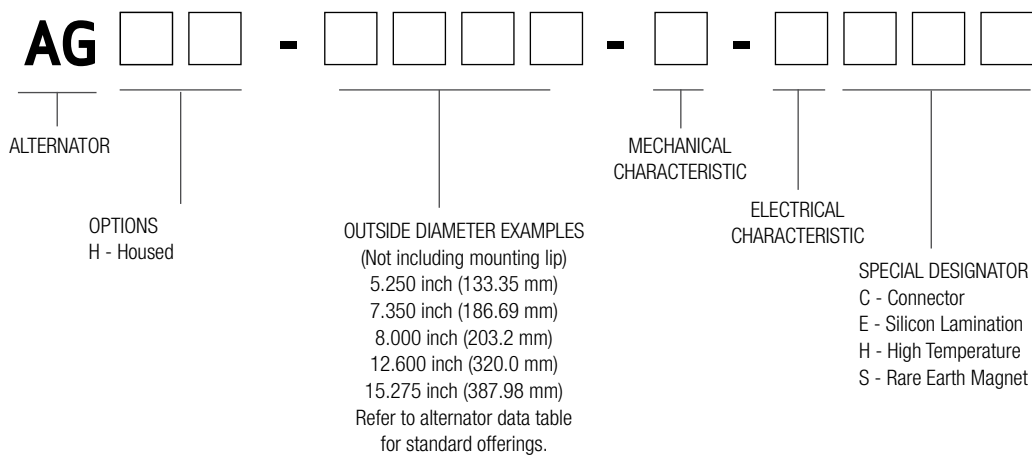 AG - - -
ALTERNATOR
OPTIONS
H - Housed
OUTSIDE DIAMETER EXAMPLES
(Not including mounting lip)
5.250 inch (133.35 mm)
7.350 inch (186.69 mm)
8.000 inch (203.2 mm)
12.600 inch (320.0 mm)
15.275 inch (387.98 mm)
Refer to alternator data table
for standard offerings.
MECHANICAL
CHARACTERISTIC
ELECTRICAL
CHARACTERISTIC
SPECIAL DESIGNATOR
C - Connector
E - Silicon Lamination
H - High Temperature
S - Rare Earth Magnet